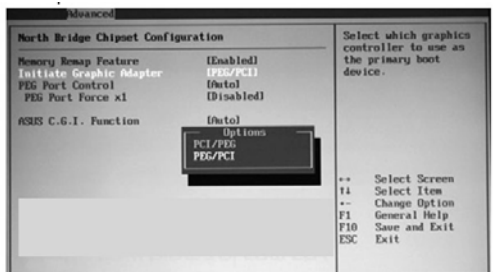 Advanced
North Bridge Chipset Configuration
Memory Remap Feature [Enabled]
Initiate Graphic Adapter [PEG/PCI]
PEG Port Control [Auto]
PEG Port Force x1 [Disabled]
ASUS C.G.I. Function [Auto]
Options
PCI/PEG
PEG/PCI
Select which graphics
controller to use as
the primary boot
device.
←→ Select Screen
↑↓ Select Item
+- Change Option
F1 General Help
F10 Save and Exit
ESC Exit